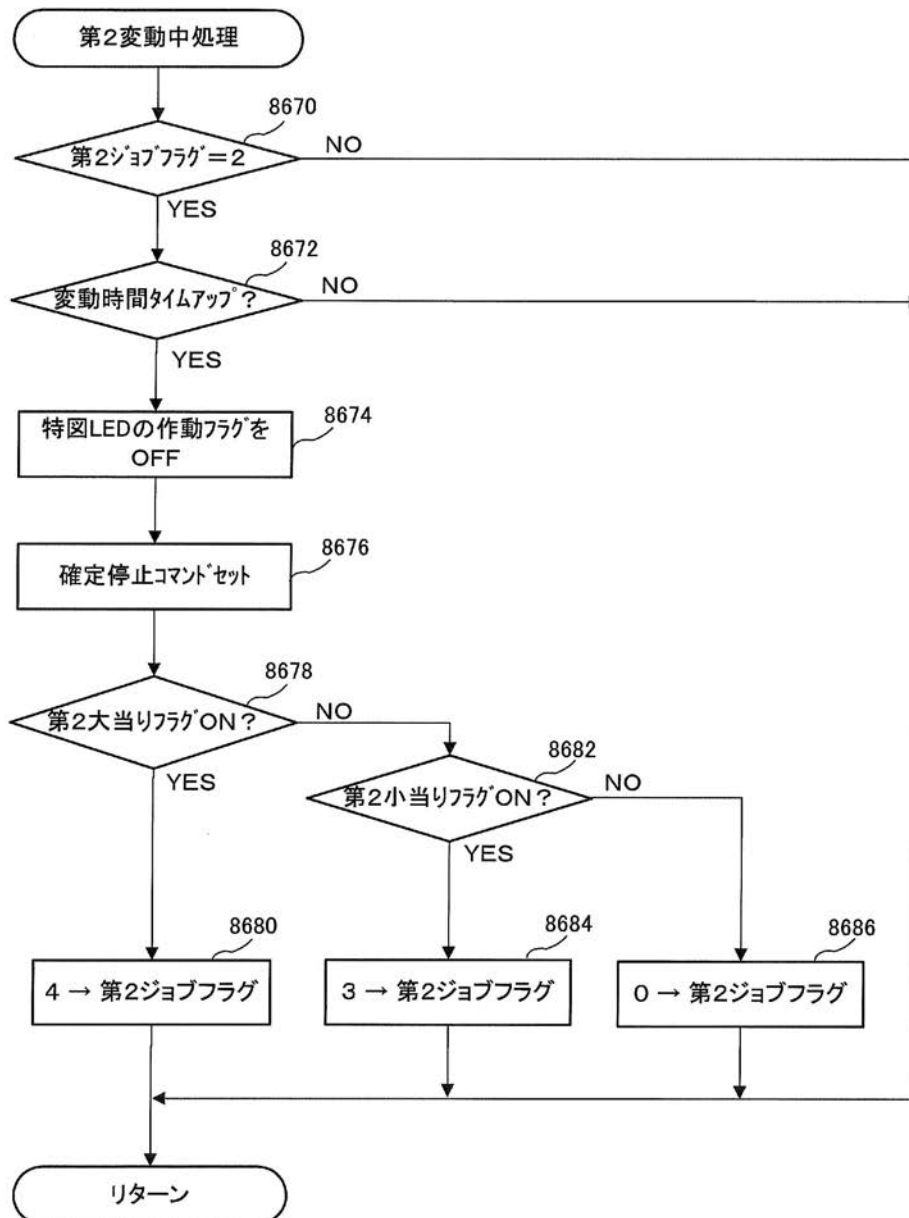 第2変動中処理
8670
第2ジョブフラグ=2
NO
YES
8672
変動時間タイムアップ?
NO
YES
8674
特図LEDの作動フラグを
OFF
8676
確定停止コマンドセット
8678
第2大当りフラグON?
NO
YES
8682
第2小当りフラグON?
NO
YES
8680
4 → 第2ジョブフラグ
8684
3 → 第2ジョブフラグ
8686
0 → 第2ジョブフラグ
リターン